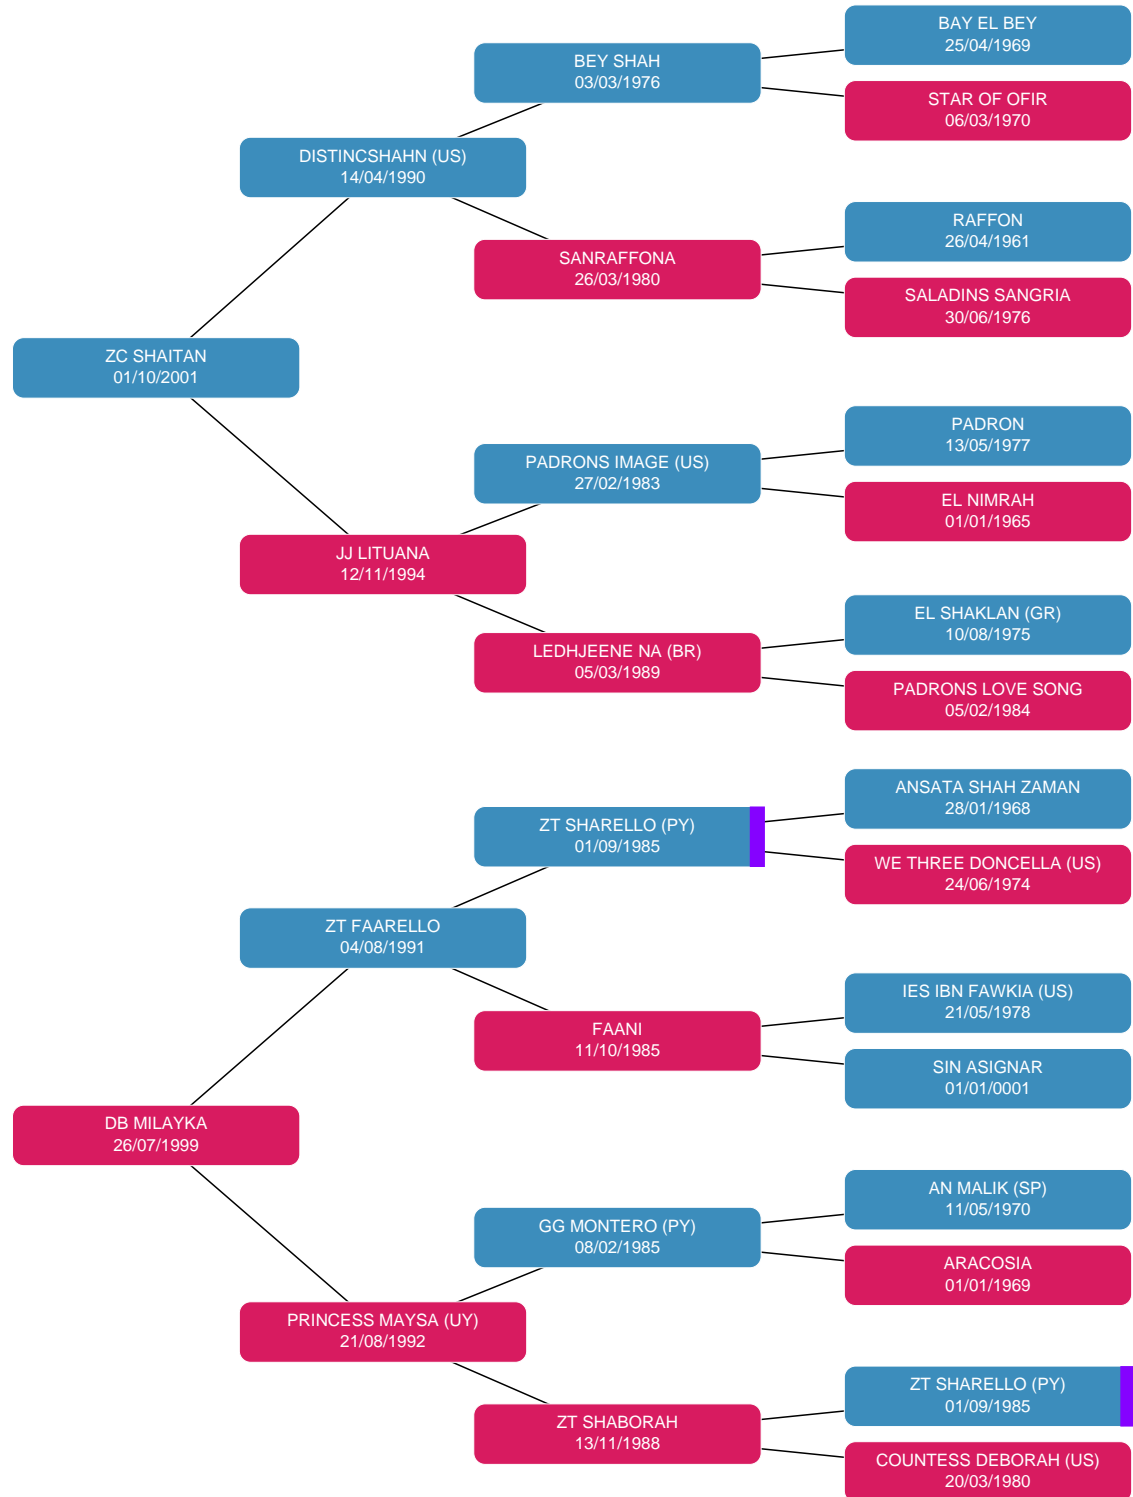 BAY EL BEY
25/04/1969
BEY SHAH
03/03/1976
STAR OF OFIR
06/03/1970
DISTINCSHAHN (US)
14/04/1990
RAFFON
26/04/1961
SANRAFFONA
26/03/1980
SALADINS SANGRIA
30/06/1976
ZC SHAITAN
01/10/2001
PADRON
13/05/1977
PADRONS IMAGE (US)
27/02/1983
EL NIMRAH
01/01/1965
JJ LITUANA
12/11/1994
EL SHAKLAN (GR)
10/08/1975
LEDHJEENE NA (BR)
05/03/1989
PADRONS LOVE SONG
05/02/1984
ANSATA SHAH ZAMAN
28/01/1968
ZT SHARELLO (PY)
01/09/1985
WE THREE DONCELLA (US)
24/06/1974
ZT FAARELLO
04/08/1991
IES IBN FAWKIA (US)
21/05/1978
FAANI
11/10/1985
SIN ASIGNAR
01/01/0001
DB MILAYKA
26/07/1999
AN MALIK (SP)
11/05/1970
GG MONTERO (PY)
08/02/1985
ARACOSIA
01/01/1969
PRINCESS MAYSA (UY)
21/08/1992
ZT SHARELLO (PY)
01/09/1985
ZT SHABORAH
13/11/1988
COUNTESS DEBORAH (US)
20/03/1980